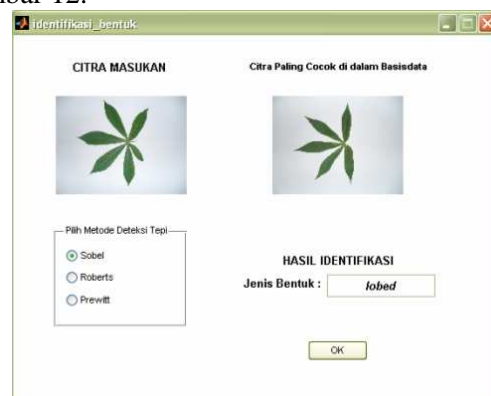 identifikasi_bentuk
CITRA MASUKAN
Citra Paling Cocok di dalam Basisdata
Pilih Metode Deteksi Tepi
Sobel
Roberts
Prewitt
HASIL IDENTIFIKASI
Jenis Bentuk : lobed
OK